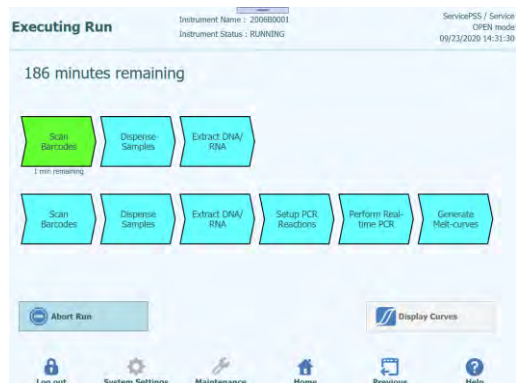 Executing Run
Instrument Name : 200680001
Instrument Status : RUNNING
ServicePSS / Service
OPEN mode
09/23/2020 14:31:30
186 minutes remaining
Scan
Barcodes
1 min remaining
Dispense
Samples
Extract DNA/
RNA
Scan
Barcodes
Dispense
Samples
Extract DNA/
RNA
Setup PCR
Reactions
Perform Real-
time PCR
Generate
Melt-curves
Abort Run
Display Curves
Log out
System Settings
Maintenance
Home
Previous
Help